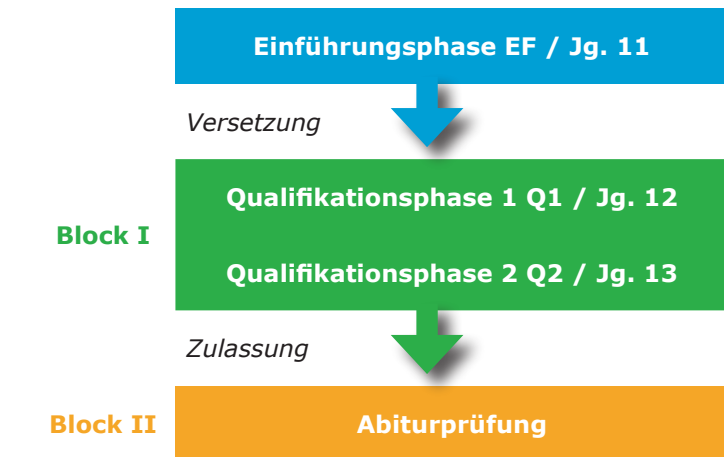 Einführungsphase EF / Jg. 11
Versetzung
Qualifikationsphase 1 Q1 / Jg. 12
Block I
Qualifikationsphase 2 Q2 / Jg. 13
Zulassung
Block II
Abiturprüfung